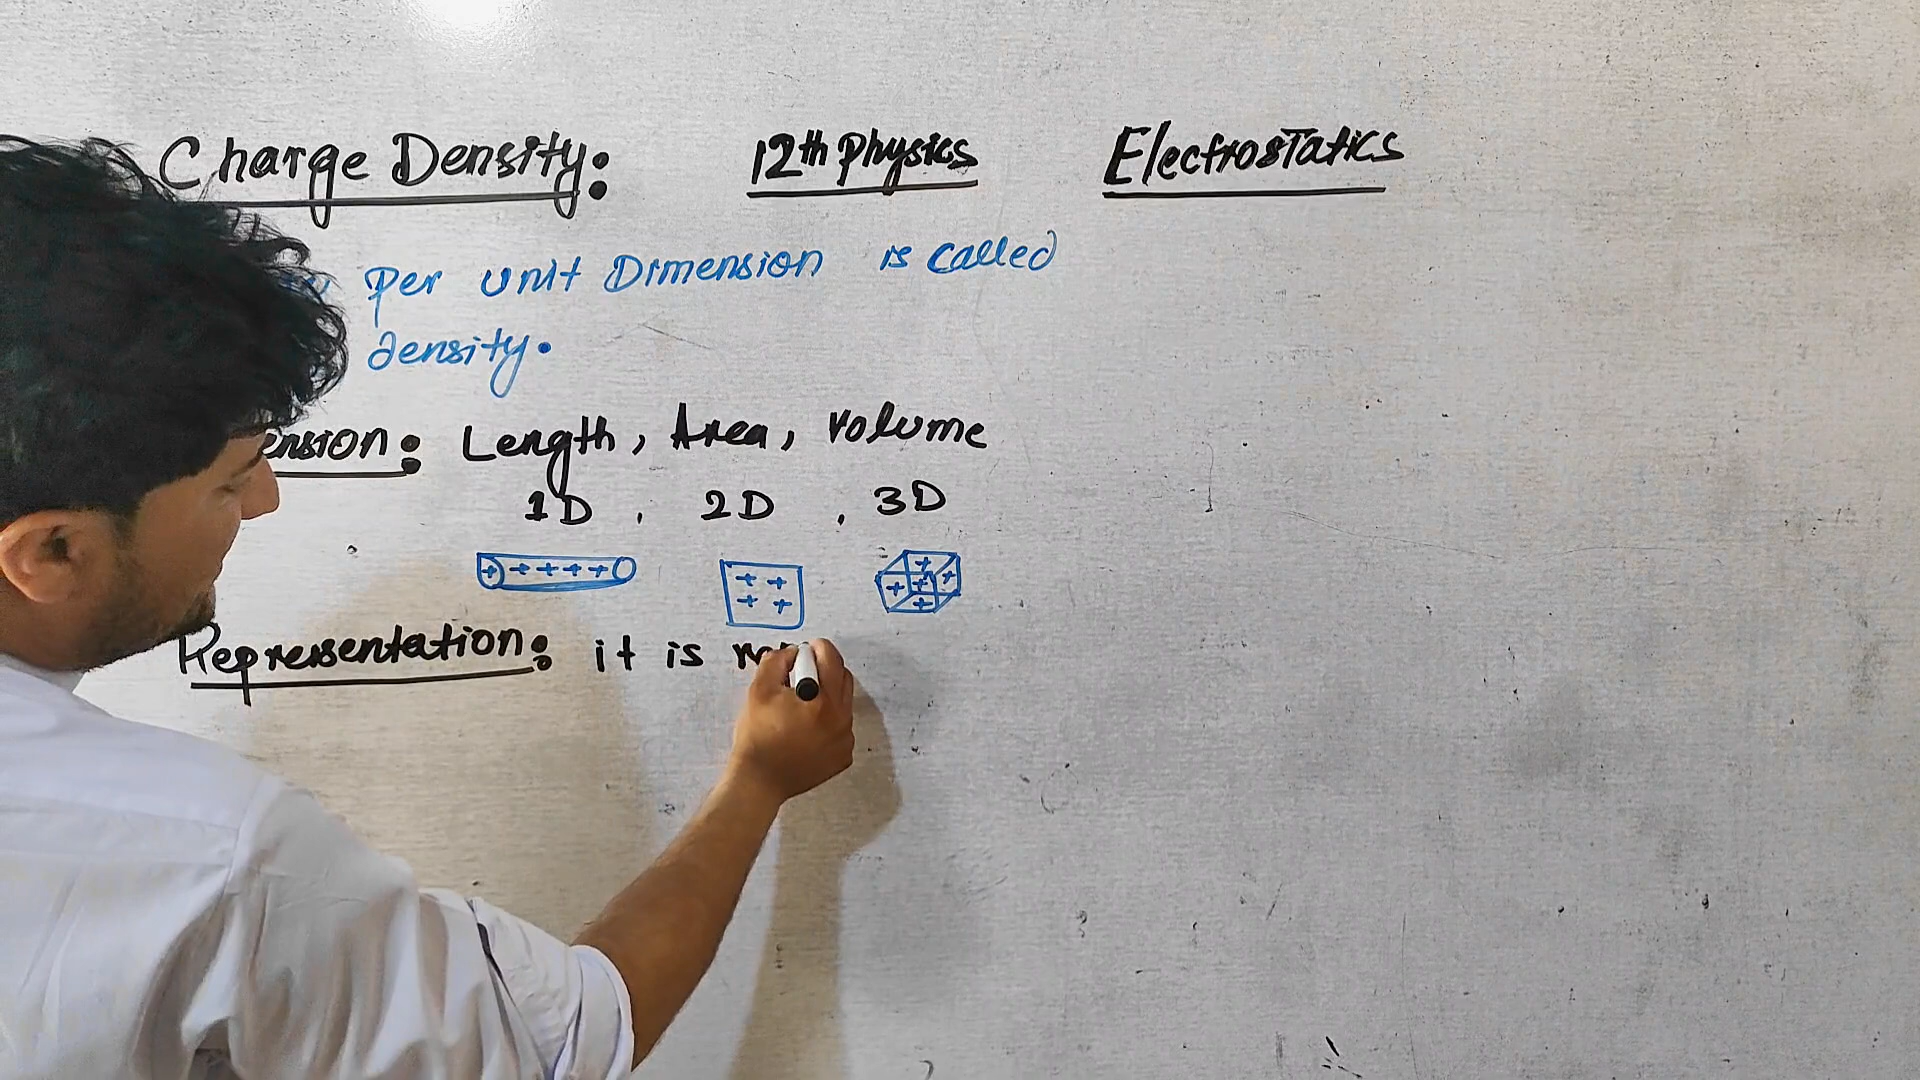 Charge Density: 12th Physics Electrostatics
Per unit Dimension is called
density.
ension: Length, Area, Volume
1D , 2D , 3D
+ + + + +
+ +
+ +
+ + + + +
Representation: it is